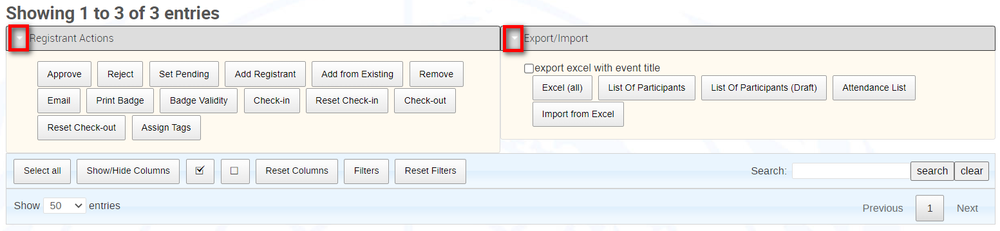 Showing 1 to 3 of 3 entries
Registrant Actions
Approve Reject Set Pending Add Registrant Add from Existing Remove
Email Print Badge Badge Validity Check-in Reset Check-in Check-out
Reset Check-out Assign Tags
Export/Import
export excel with event title
Excel (all) List Of Participants List Of Participants (Draft) Attendance List
Import from Excel
Select all Show/Hide Columns Reset Columns Filters Reset Filters Search: search clear
Show 50 entries Previous 1 Next